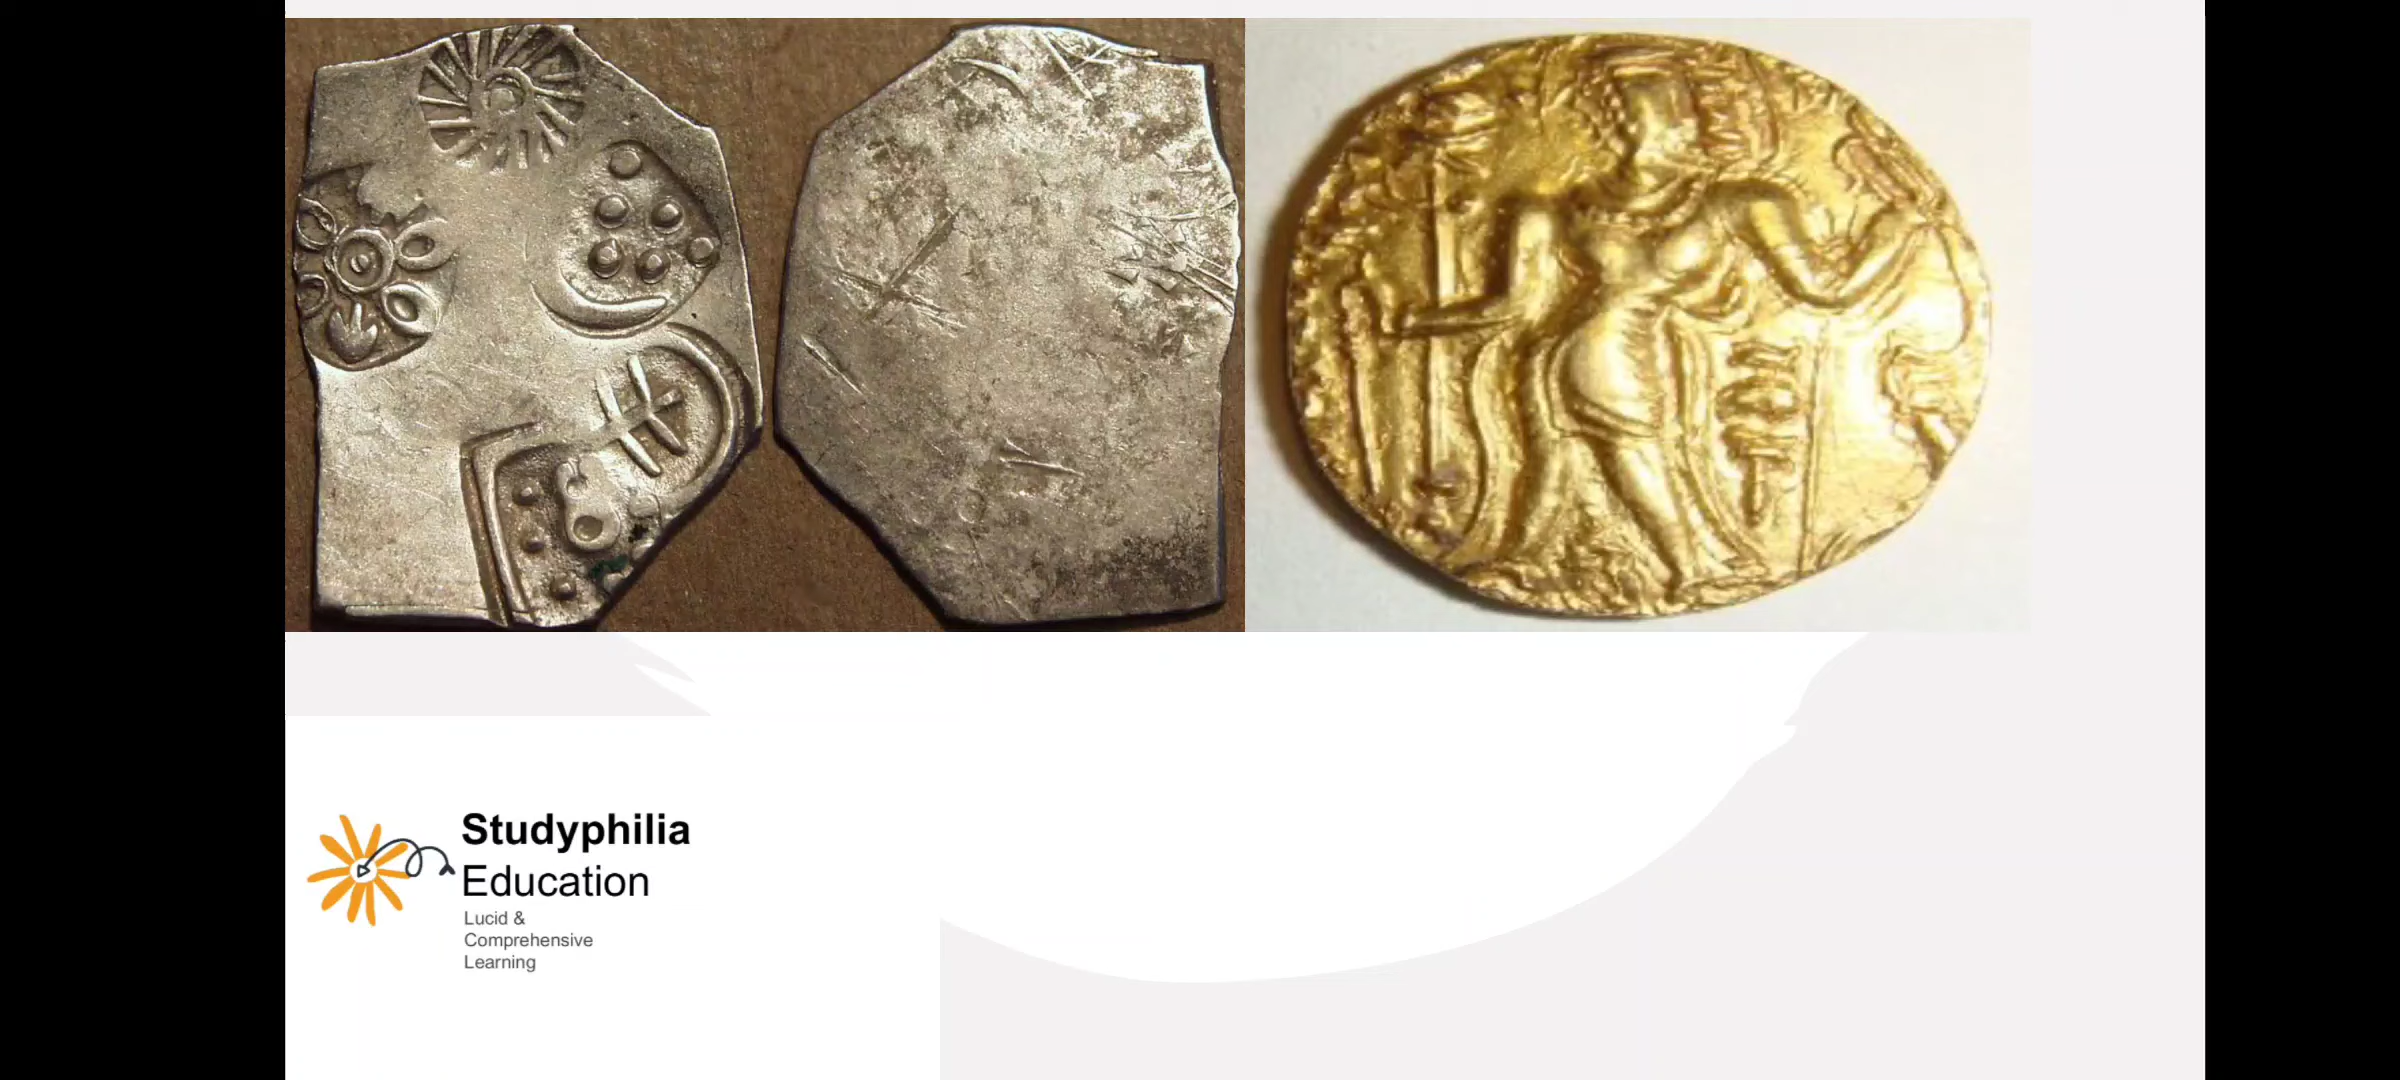 Studyphilia
Education
Lucid &
Comprehensive
Learning